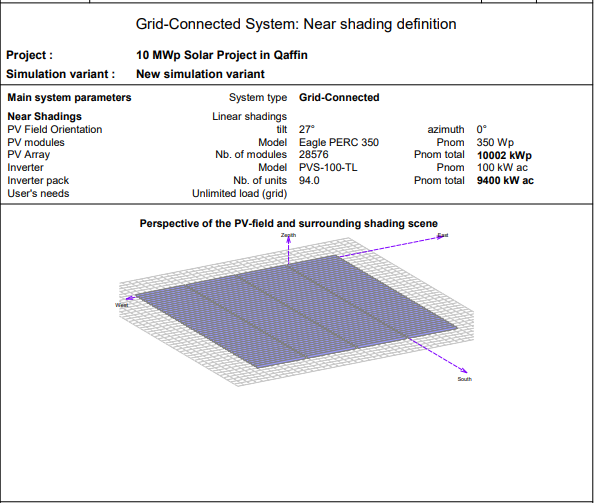 Grid-Connected System: Near shading definition
Project : 10 MWp Solar Project in Qaffin
Simulation variant : New simulation variant
Main system parameters System type Grid-Connected
Near Shadings Linear shadings
PV Field Orientation tilt 27° azimuth 0°
PV modules Model Eagle PERC 350 Pnom 350 Wp
PV Array Nb. of modules 28576 Pnom total 10002 kWp
Inverter Model PVS-100-TL Pnom 100 kW ac
Inverter pack Nb. of units 94.0 Pnom total 9400 kW ac
User's needs Unlimited load (grid)
Perspective of the PV-field and surrounding shading scene
Zenith
East
West
South